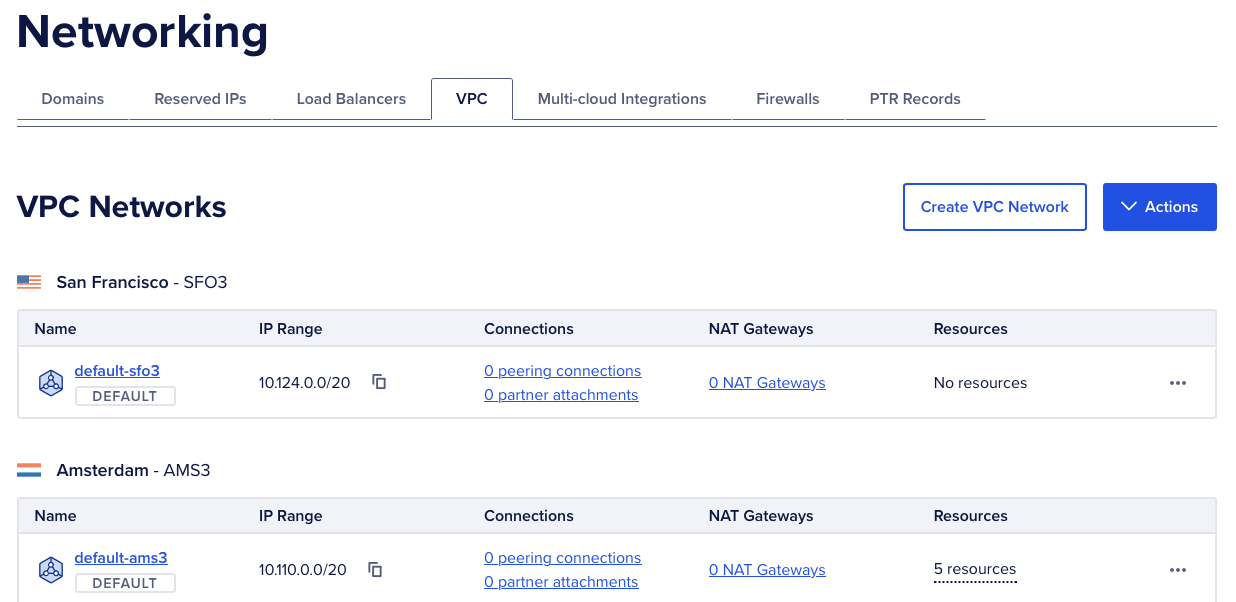 Networking
Domains Reserved IPs Load Balancers VPC Multi-cloud Integrations Firewalls PTR Records
VPC Networks
Create VPC Network
Actions
San Francisco - SFO3
Name IP Range Connections NAT Gateways Resources
default-sfo3
DEFAULT
10.124.0.0/20
0 peering connections
0 partner attachments
0 NAT Gateways
No resources
Amsterdam - AMS3
Name IP Range Connections NAT Gateways Resources
default-ams3
DEFAULT
10.110.0.0/20
0 peering connections
0 partner attachments
0 NAT Gateways
5 resources